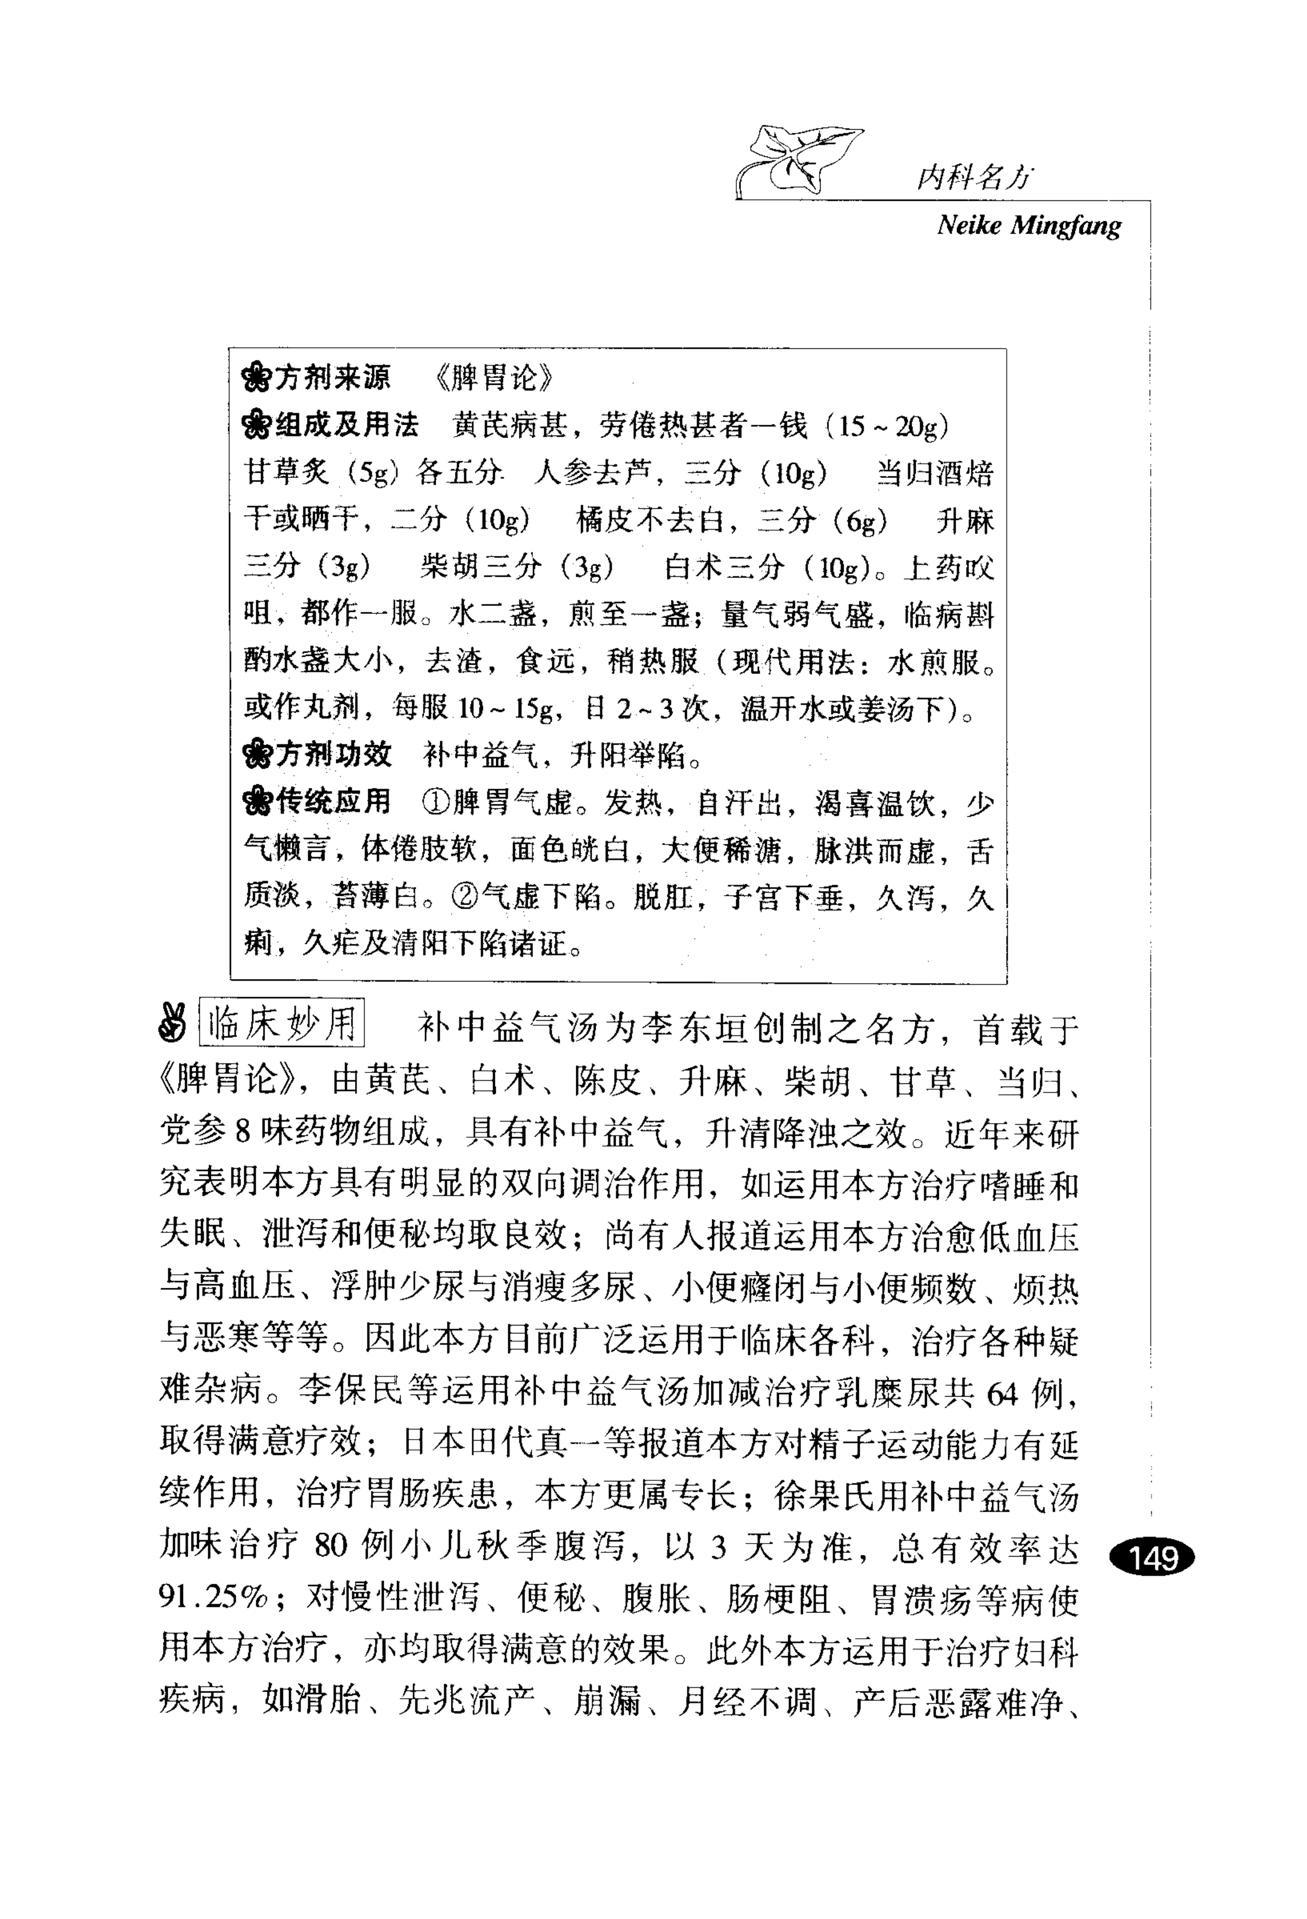 内科名方
Neike Mingfang
方剂来源 《脾胃论》
组成及用法 黄芪病甚，劳倦热甚者一钱（15～20g）
甘草炙（5g）各五分 人参去芦，三分（10g） 当归酒焙
干或晒干，二分（10g） 橘皮不去白，三分（6g） 升麻
三分（3g） 柴胡三分（3g） 白术三分（10g）。上药㕮
咀，都作一服。水二盏，煎至一盏；量气弱气盛，临病斟
酌水盏大小，去渣，食远，稍热服（现代用法：水煎服。
或作丸剂，每服10～15g，日2～3次，温开水或姜汤下）。
方剂功效 补中益气，升阳举陷。
传统应用 ①脾胃气虚。发热，自汗出，渴喜温饮，少
气懒言，体倦肢软，面色㿠白，大便稀溏，脉洪而虚，舌
质淡，苔薄白。②气虚下陷。脱肛，子宫下垂，久泻，久
痢，久疟及清阳下陷诸证。
临床妙用 补中益气汤为李东垣创制之名方，首载于
《脾胃论》，由黄芪、白术、陈皮、升麻、柴胡、甘草、当归、
党参8味药物组成，具有补中益气，升清降浊之效。近年来研
究表明本方具有明显的双向调治作用，如运用本方治疗嗜睡和
失眠、泄泻和便秘均取良效；尚有人报道运用本方治愈低血压
与高血压、浮肿少尿与消瘦多尿、小便癃闭与小便频数、烦热
与恶寒等等。因此本方目前广泛运用于临床各科，治疗各种疑
难杂病。李保民等运用补中益气汤加减治疗乳糜尿共64例，
取得满意疗效；日本田代真一等报道本方对精子运动能力有延
续作用，治疗胃肠疾患，本方更属专长；徐果氏用补中益气汤
加味治疗80例小儿秋季腹泻，以3天为准，总有效率达
91.25%；对慢性泄泻、便秘、腹胀、肠梗阻、胃溃疡等病使
用本方治疗，亦均取得满意的效果。此外本方运用于治疗妇科
疾病，如滑胎、先兆流产、崩漏、月经不调、产后恶露难净、
149